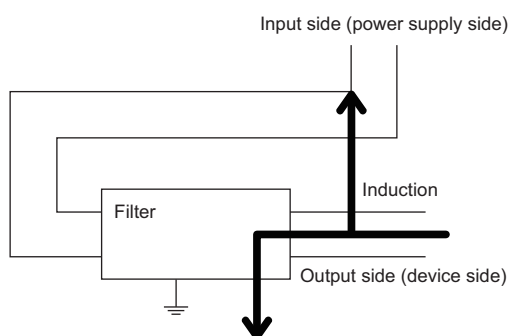 Input side (power supply side)
Induction
Filter
Output side (device side)